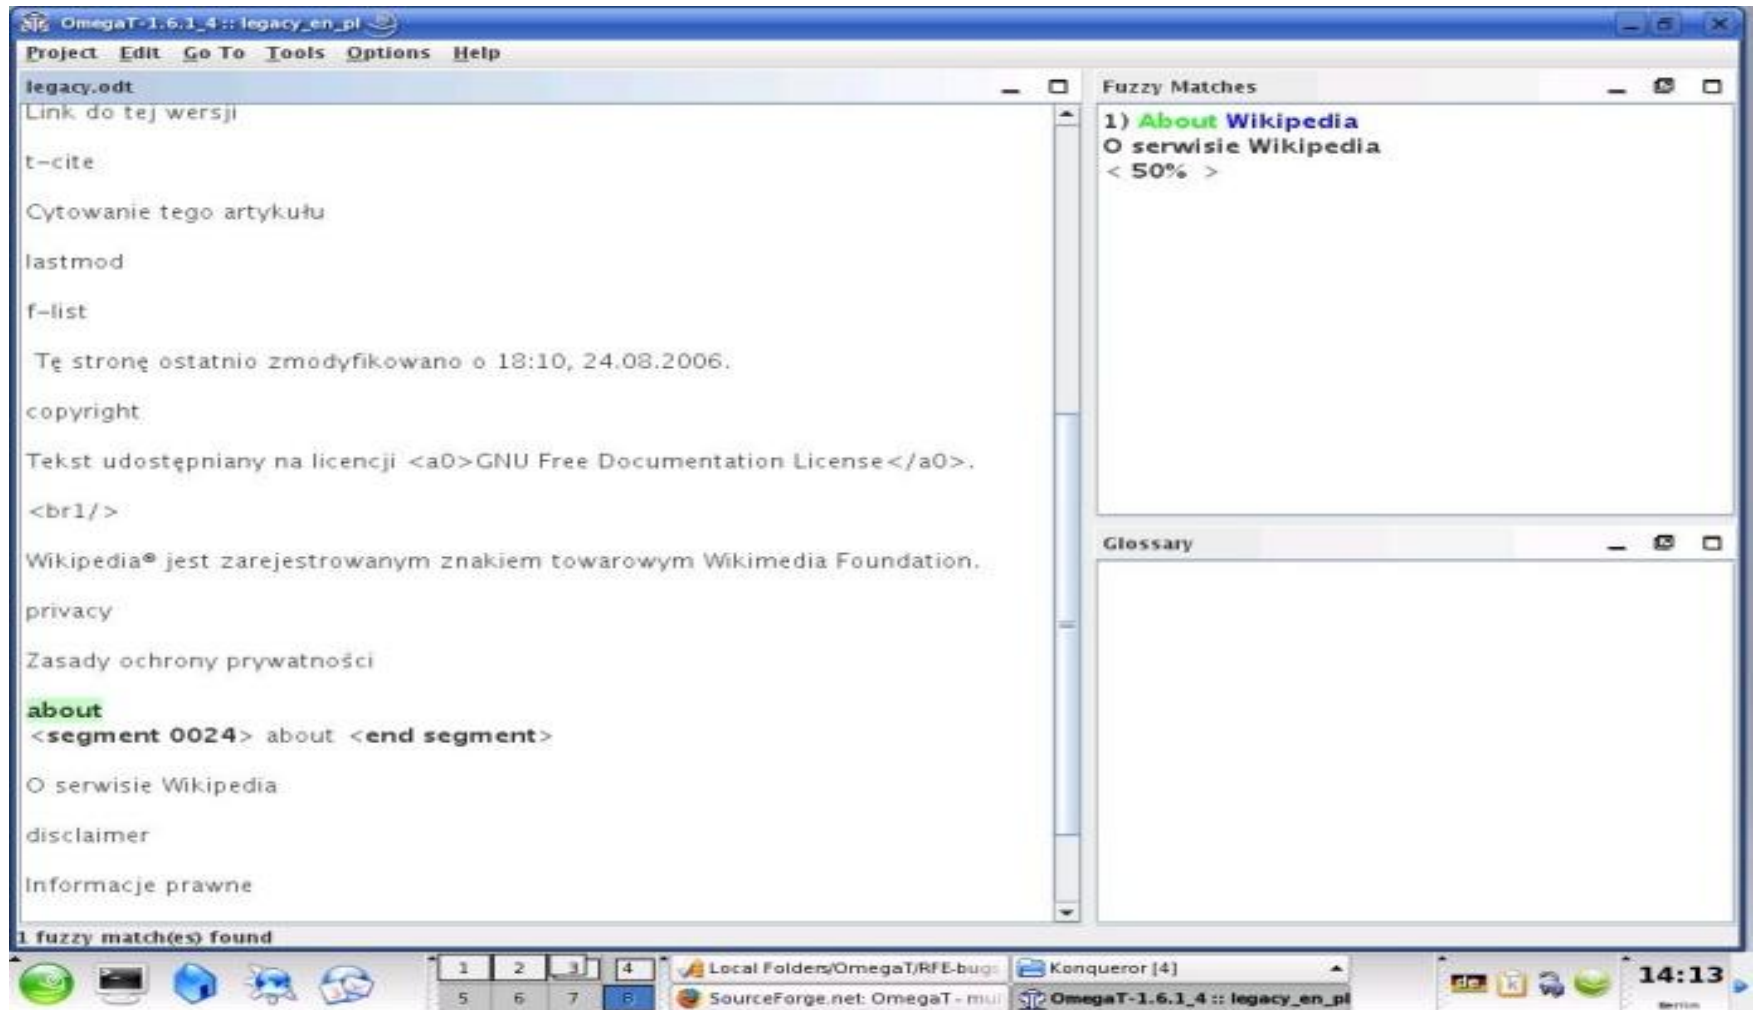 OmegaT-1.6.1_4 :: legacy_en_pl
Project Edit Go To Tools Options Help
legacy.odt
Link do tej wersji
t-cite
Cytowanie tego artykułu
lastmod
f-list
Tę stronę ostatnio zmodyfikowano o 18:10, 24.08.2006.
copyright
Tekst udostępniany na licencji <a0>GNU Free Documentation License</a0>.
<br1/>
Wikipedia® jest zarejestrowanym znakiem towarowym Wikimedia Foundation.
privacy
Zasady ochrony prywatności
about
<segment 0024> about <end segment>
O serwisie Wikipedia
disclaimer
Informacje prawne
1 fuzzy match(es) found
Fuzzy Matches
1) About Wikipedia
O serwisie Wikipedia
< 50% >
Glossary
1 2 3 4
5 6 7 8
Local Folders/OmegaT/RFE-bug
SourceForge.net: OmegaT - mul
Konqueror [4]
OmegaT-1.6.1_4 :: legacy_en_pl
de
14:13
Berlin